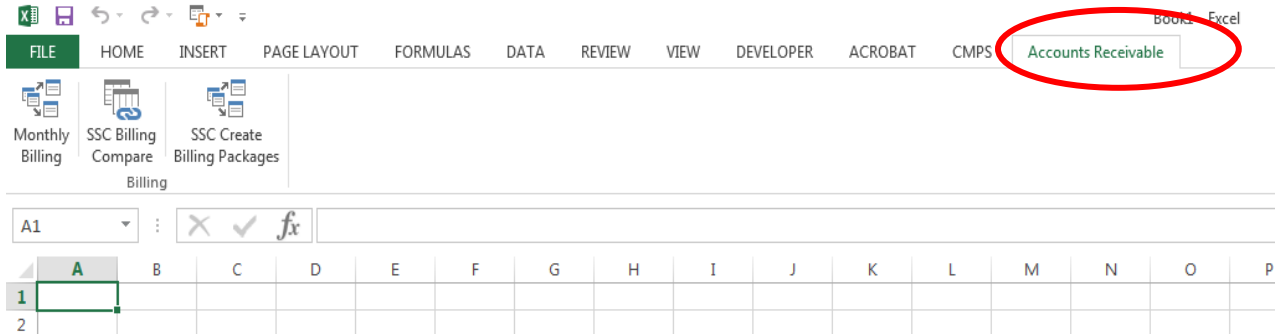 Book1 - Excel
FILE HOME INSERT PAGE LAYOUT FORMULAS DATA REVIEW VIEW DEVELOPER ACROBAT CMPS Accounts Receivable
Monthly SSC Billing SSC Create
Billing Compare Billing Packages
Billing
A1 fx
A B C D E F G H I J K L M N O P
1
2